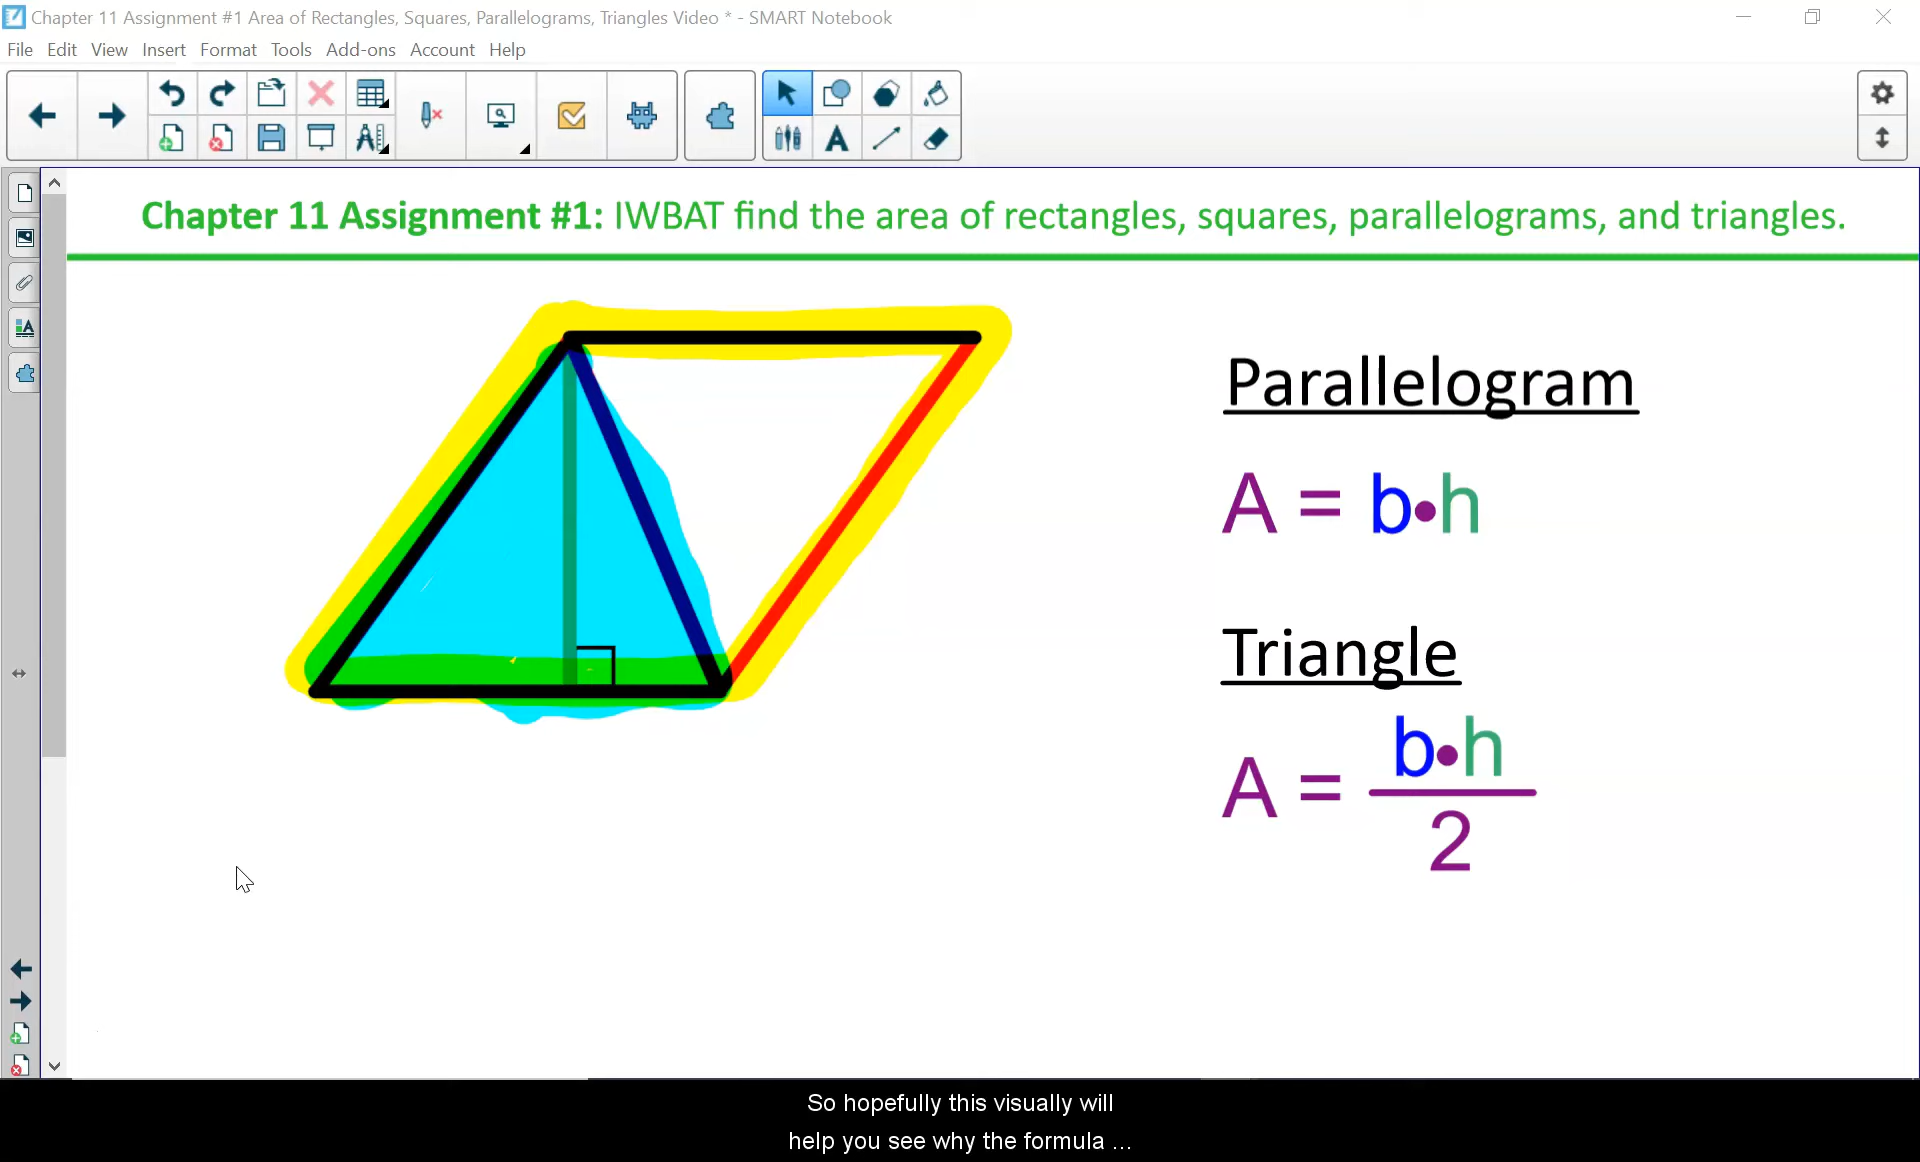 Chapter 11 Assignment #1 Area of Rectangles, Squares, Parallelograms, Triangles Video * - SMART Notebook
File Edit View Insert Format Tools Add-ons Account Help
Chapter 11 Assignment #1: IWBAT find the area of rectangles, squares, parallelograms, and triangles.
Parallelogram
A = b•h
Triangle
A = b•h
2
So hopefully this visually will
help you see why the formula ...